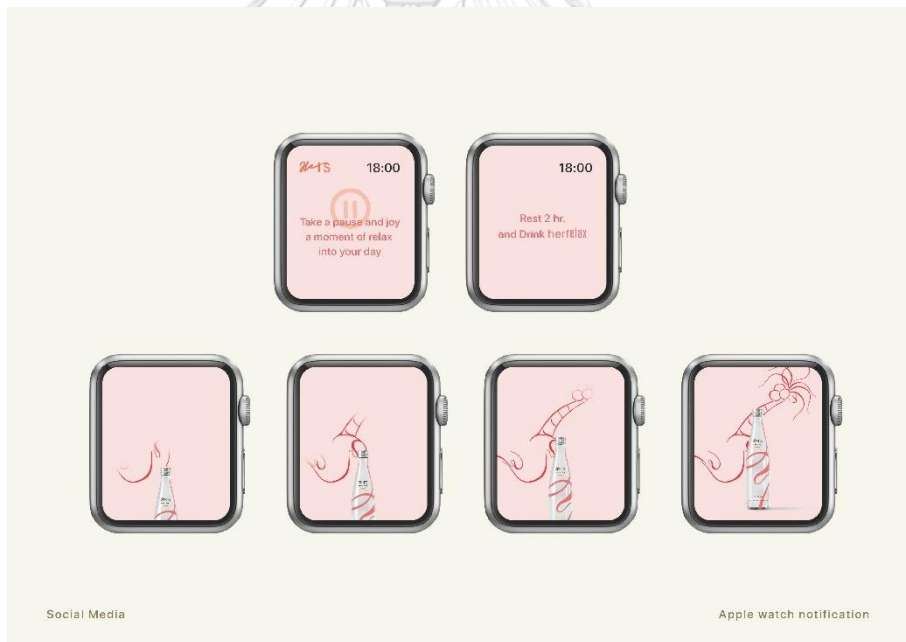 Hers 18:00
Take a pause and joy
a moment of relax
into your day
18:00
Rest 2 hr.
and Drink herrelax
Social Media
Apple watch notification